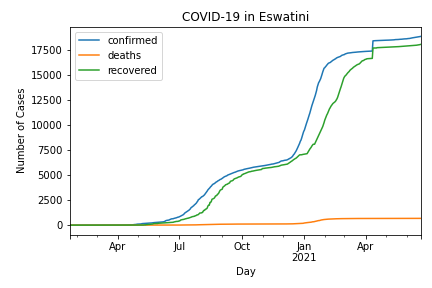 COVID-19 in Eswatini
confirmed
deaths
recovered
Number of Cases
17500
15000
12500
10000
7500
5000
2500
0
Apr
Jul
Oct
Jan
2021
Apr
Day